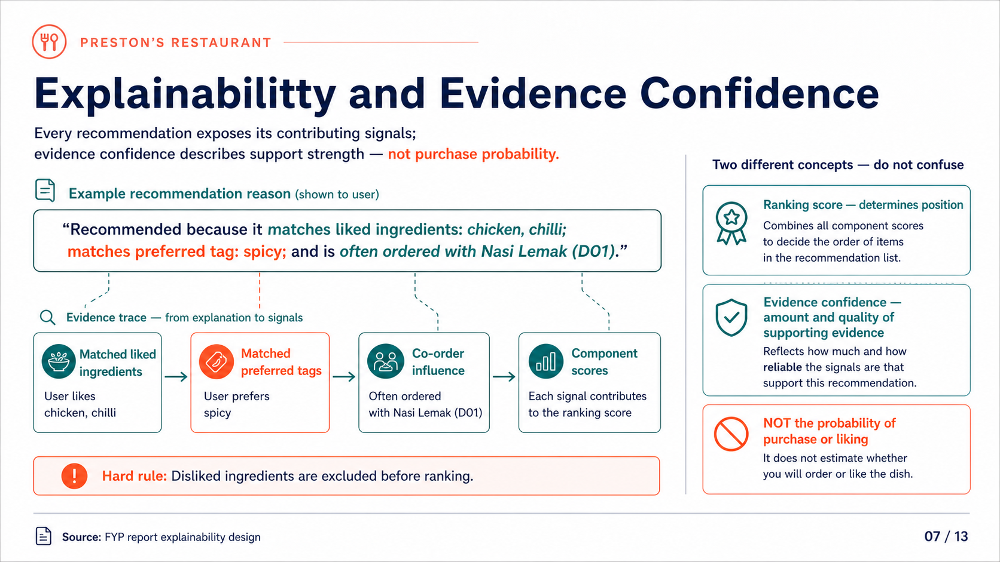 PRESTON'S RESTAURANT
Explainabilitty and Evidence Confidence
Every recommendation exposes its contributing signals;
evidence confidence describes support strength — not purchase probability.
Example recommendation reason (shown to user)
“Recommended because it matches liked ingredients: chicken, chilli;
matches preferred tag: spicy; and is often ordered with Nasi Lemak (D01).”
Evidence trace — from explanation to signals
Matched liked
ingredients
User likes
chicken, chilli
Matched
preferred tags
User prefers
spicy
Co-order
influence
Often ordered
with Nasi Lemak (D01)
Component
scores
Each signal contributes
to the ranking score
Hard rule: Disliked ingredients are excluded before ranking.
Two different concepts — do not confuse
Ranking score — determines position
Combines all component scores
to decide the order of items
in the recommendation list.
Evidence confidence —
amount and quality of
supporting evidence
Reflects how much and how
reliable the signals are that
support this recommendation.
NOT the probability of
purchase or liking
It does not estimate whether
you will order or like the dish.
Source: FYP report explainability design
07 / 13